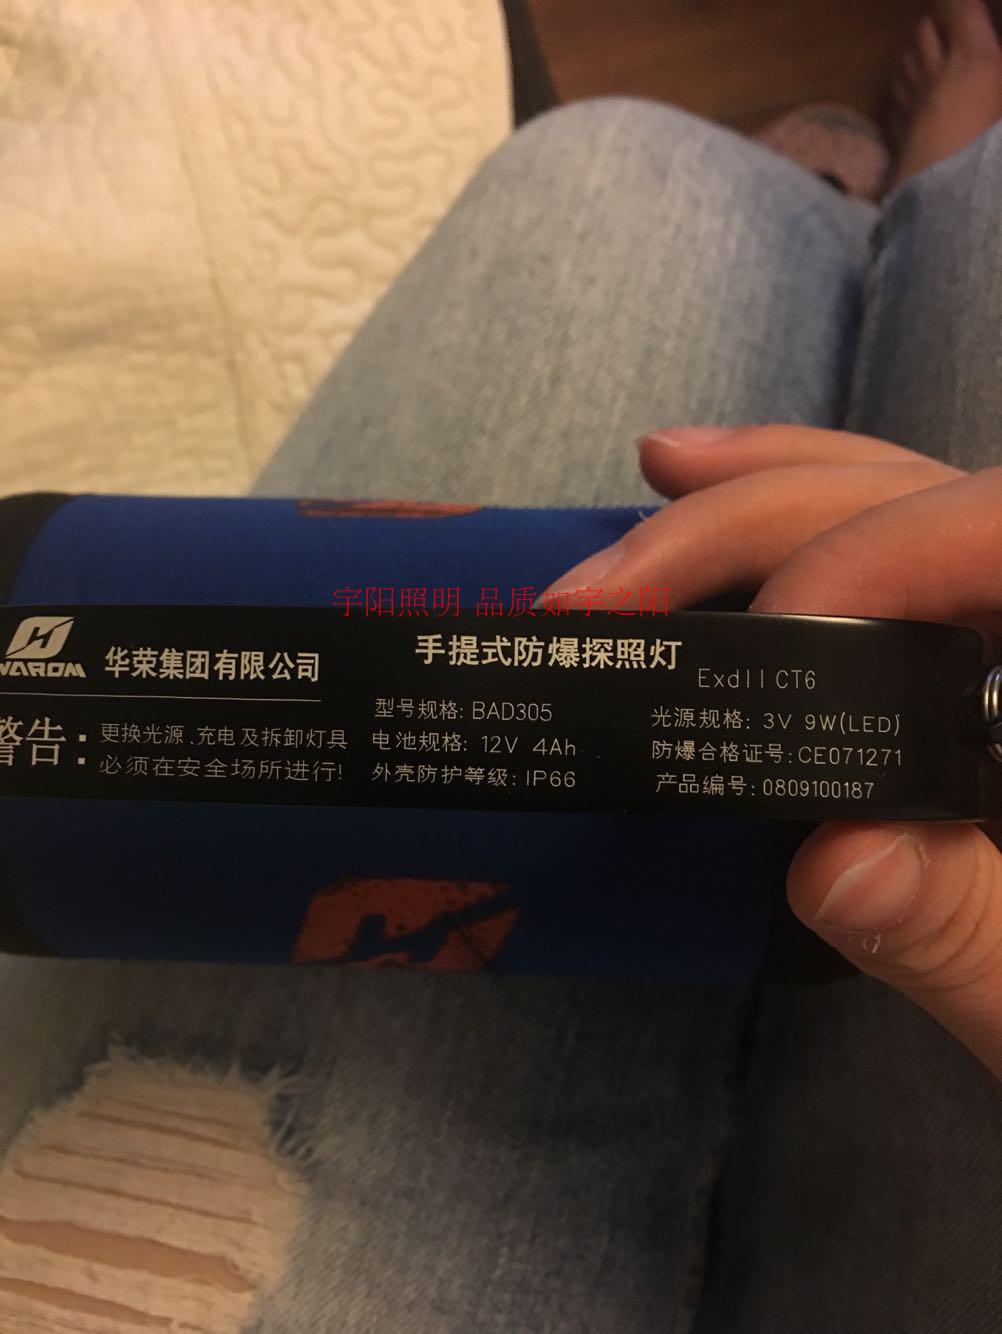 宇阳照明 品质如宇之阳
WAROM
华荣集团有限公司
手提式防爆探照灯
ExdIICT6
警告:
更换光源、充电及拆卸灯具
必须在安全场所进行!
型号规格: BAD305
电池规格: 12V 4Ah
外壳防护等级: IP66
光源规格: 3V 9W(LED)
防爆合格证号: CE071271
产品编号: 0809100187